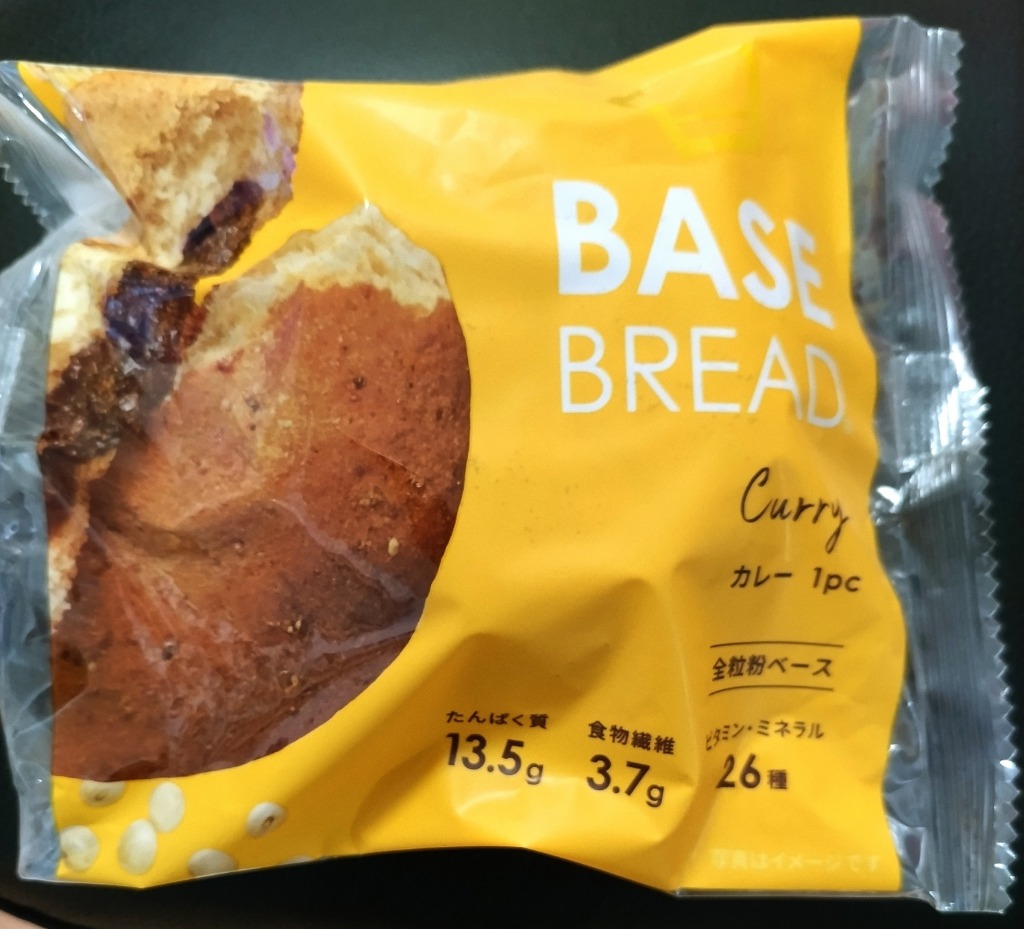 BASE
BREAD
Curry
カレー 1pc
全粒粉ベース
たんぱく質
13.5g
食物繊維
3.7g
ビタミン・ミネラル
26種
写真はイメージです